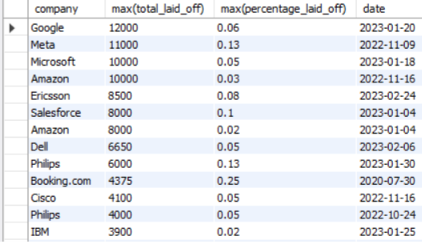 company max(total_laid_off) max(percentage_laid_off) date
Google 12000 0.06 2023-01-20
Meta 11000 0.13 2022-11-09
Microsoft 10000 0.05 2023-01-18
Amazon 10000 0.03 2022-11-16
Ericsson 8500 0.08 2023-02-24
Salesforce 8000 0.1 2023-01-04
Amazon 8000 0.02 2023-01-04
Dell 6650 0.05 2023-02-06
Philips 6000 0.13 2023-01-30
Booking.com 4375 0.25 2020-07-30
Cisco 4100 0.05 2022-11-16
Philips 4000 0.05 2022-10-24
IBM 3900 0.02 2023-01-25